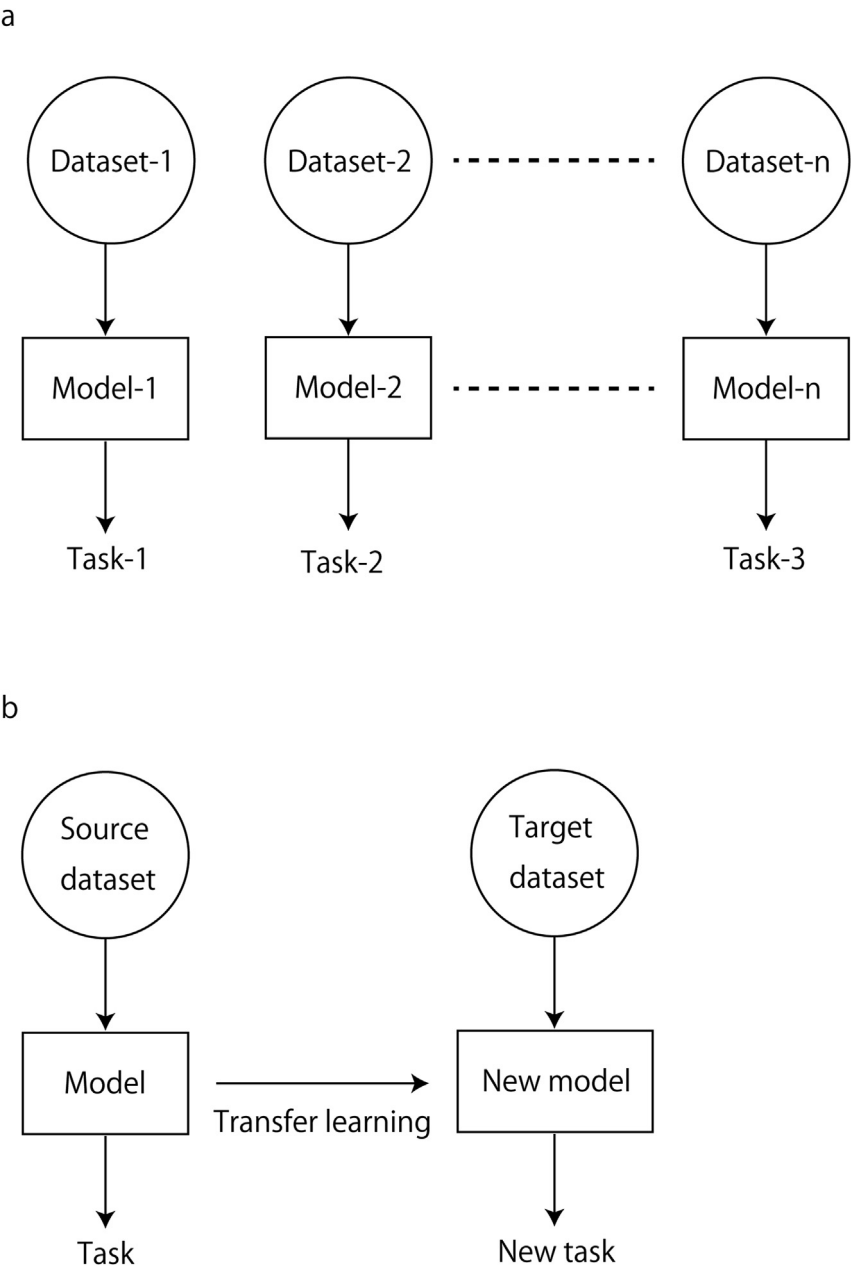 a
Dataset-1
Dataset-2
Dataset-n
Model-1
Model-2
Model-n
Task-1
Task-2
Task-3
b
Source
dataset
Target
dataset
Model
New model
Transfer learning
Task
New task